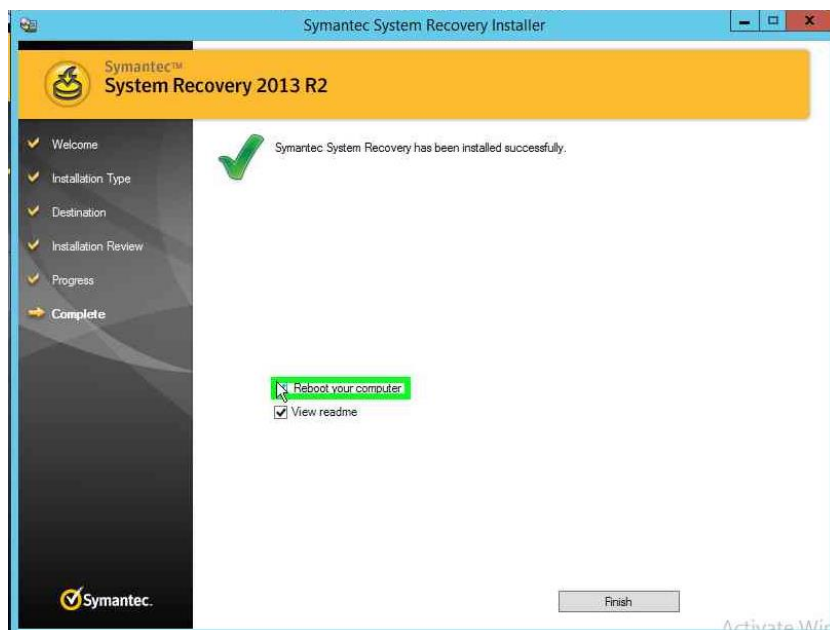 Symantec System Recovery Installer
Symantec™
System Recovery 2013 R2
Welcome
Installation Type
Destination
Installation Review
Progress
Complete
Symantec System Recovery has been installed successfully.
Reboot your computer
View readme
Symantec.
Finish
Activate